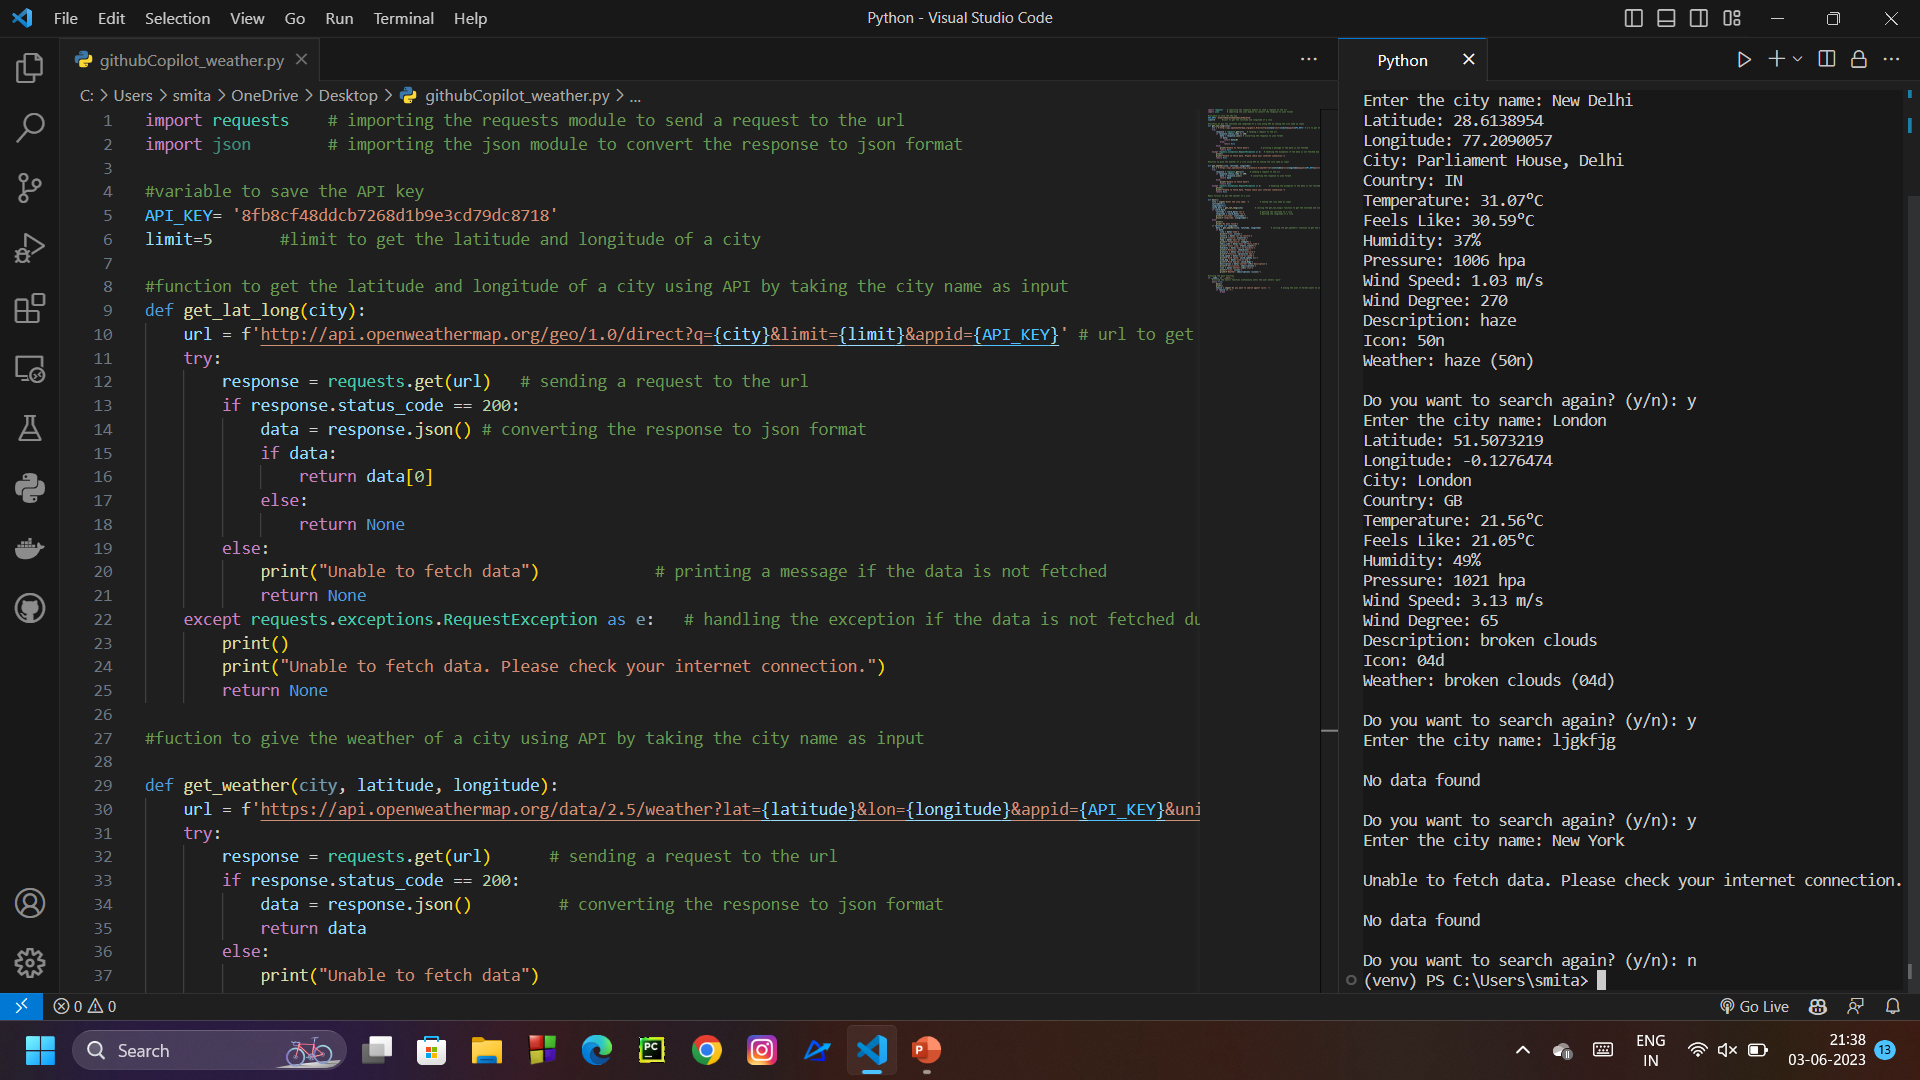 File Edit Selection View Go Run Terminal Help
Python - Visual Studio Code
githubCopilot_weather.py
C: > Users > smita > OneDrive > Desktop > githubCopilot_weather.py > ...
1 import requests    # importing the requests module to send a request to the url
2 import json        # importing the json module to convert the response to json format
3
4 #variable to save the API key
5 API_KEY= '8fb8cf48ddcb7268d1b9e3cd79dc8718'
6 limit=5       #limit to get the latitude and longitude of a city
7
8 #function to get the latitude and longitude of a city using API by taking the city name as input
9 def get_lat_long(city):
10     url = f'http://api.openweathermap.org/geo/1.0/direct?q={city}&limit={limit}&appid={API_KEY}' # url to get
11     try:
12         response = requests.get(url)   # sending a request to the url
13         if response.status_code == 200:
14             data = response.json() # converting the response to json format
15             if data:
16                 return data[0]
17             else:
18                 return None
19         else:
20             print("Unable to fetch data")            # printing a message if the data is not fetched
21             return None
22     except requests.exceptions.RequestException as e:   # handling the exception if the data is not fetched du
23         print()
24         print("Unable to fetch data. Please check your internet connection.")
25         return None
26
27 #fuction to give the weather of a city using API by taking the city name as input
28
29 def get_weather(city, latitude, longitude):
30     url = f'https://api.openweathermap.org/data/2.5/weather?lat={latitude}&lon={longitude}&appid={API_KEY}&uni
31     try:
32         response = requests.get(url)      # sending a request to the url
33         if response.status_code == 200:
34             data = response.json()         # converting the response to json format
35             return data
36         else:
37             print("Unable to fetch data")
Python
Enter the city name: New Delhi
Latitude: 28.6138954
Longitude: 77.2090057
City: Parliament House, Delhi
Country: IN
Temperature: 31.07ºC
Feels Like: 30.59ºC
Humidity: 37%
Pressure: 1006 hpa
Wind Speed: 1.03 m/s
Wind Degree: 270
Description: haze
Icon: 50n
Weather: haze (50n)
Do you want to search again? (y/n): y
Enter the city name: London
Latitude: 51.5073219
Longitude: -0.1276474
City: London
Country: GB
Temperature: 21.56ºC
Feels Like: 21.05ºC
Humidity: 49%
Pressure: 1021 hpa
Wind Speed: 3.13 m/s
Wind Degree: 65
Description: broken clouds
Icon: 04d
Weather: broken clouds (04d)
Do you want to search again? (y/n): y
Enter the city name: ljgkfjg
No data found
Do you want to search again? (y/n): y
Enter the city name: New York
Unable to fetch data. Please check your internet connection.
No data found
Do you want to search again? (y/n): n
(venv) PS C:\Users\smita>
0 0
Go Live
Search
PC
P
ENG
IN
21:38
03-06-2023
13